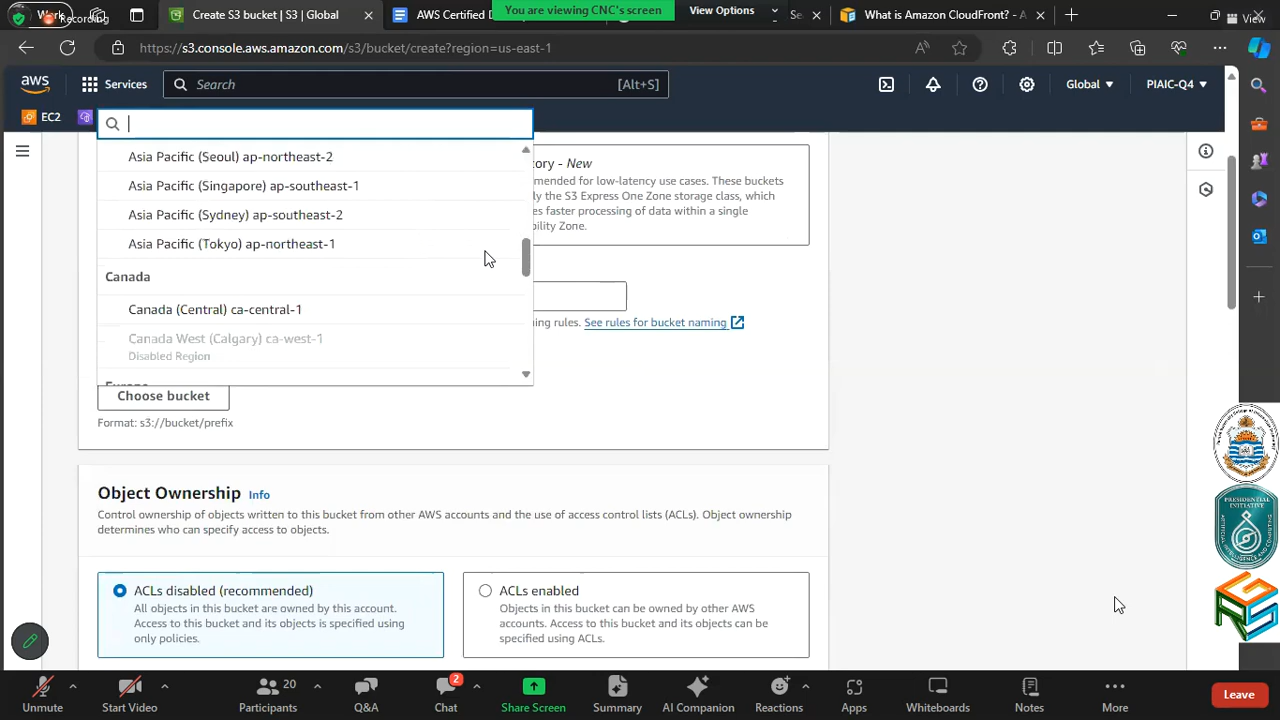 Work
Recording
Create S3 bucket | S3 | Global
AWS Certified D
You are viewing CNC's screen
View Options
Se
What is Amazon CloudFront? - A
View
https://s3.console.aws.amazon.com/s3/bucket/create?region=us-east-1
aws
Services
Search
[Alt+S]
Global
PIAIC-Q4
EC2
Asia Pacific (Seoul) ap-northeast-2
Asia Pacific (Singapore) ap-southeast-1
Asia Pacific (Sydney) ap-southeast-2
Asia Pacific (Tokyo) ap-northeast-1
Canada
Canada (Central) ca-central-1
Canada West (Calgary) ca-west-1
Disabled Region
Europe
tory - New
mended for low-latency use cases. These buckets
ly the S3 Express One Zone storage class, which
es faster processing of data within a single
bility Zone.
ning rules. See rules for bucket naming
Choose bucket
Format: s3://bucket/prefix
Object Ownership Info
Control ownership of objects written to this bucket from other AWS accounts and the use of access control lists (ACLs). Object ownership
determines who can specify access to objects.
ACLs disabled (recommended)
All objects in this bucket are owned by this account.
Access to this bucket and its objects is specified using
only policies.
ACLs enabled
Objects in this bucket can be owned by other AWS
accounts. Access to this bucket and its objects can be
specified using ACLs.
Unmute
Start Video
20
Participants
Q&A
2
Chat
Share Screen
Summary
AI Companion
Reactions
Apps
Whiteboards
Notes
More
Leave